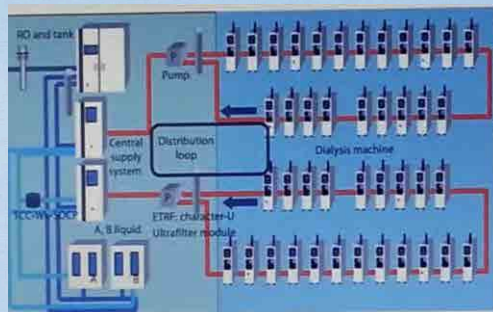 RO and tank
Pump
Central
supply
system
Distribution
loop
Dialysis machine
ETRF: character-U
Ultrafilter module
A, B liquid
A
B